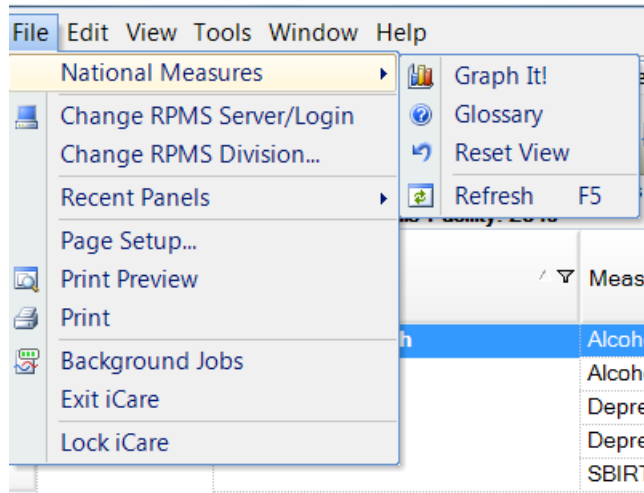 File Edit View Tools Window Help
National Measures
Graph It!
Glossary
Reset View
Refresh F5
Change RPMS Server/Login
Change RPMS Division...
Recent Panels
Page Setup...
Print Preview
Print
Background Jobs
Exit iCare
Lock iCare
Meas
h
Alcoh
Alcoh
Depre
Depre
SBIRT